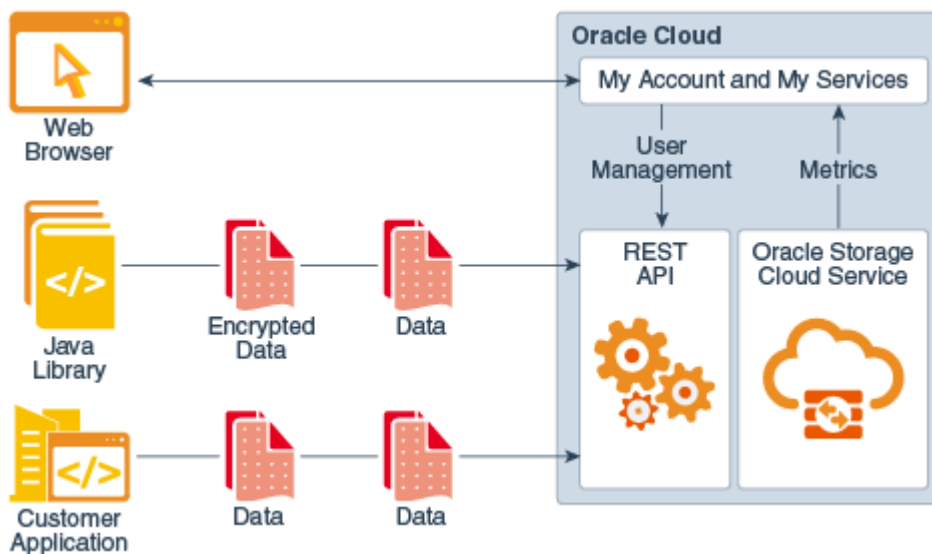 Oracle Cloud
My Account and My Services
Web
Browser
User
Management
Metrics
REST
API
Oracle Storage
Cloud Service
</>
Java
Library
Encrypted
Data
Data
</>
Customer
Application
Data
Data